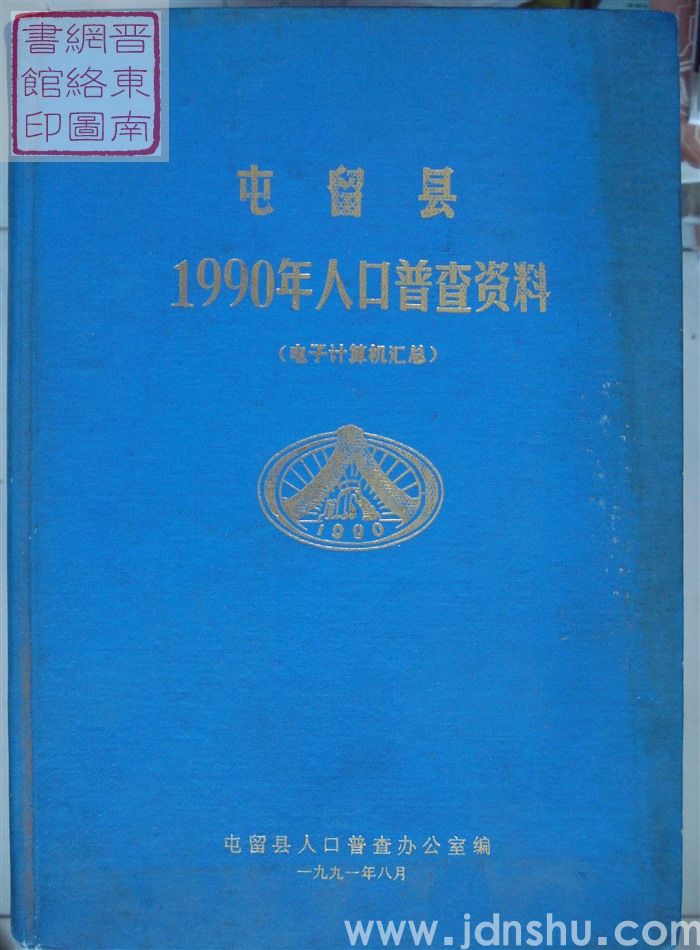 晋東南
網絡圖
書館印
屯留县
1990年人口普查资料
(电子计算机汇总)
1990
屯留县人口普查办公室编
一九九一年八月
www.jdnshu.com